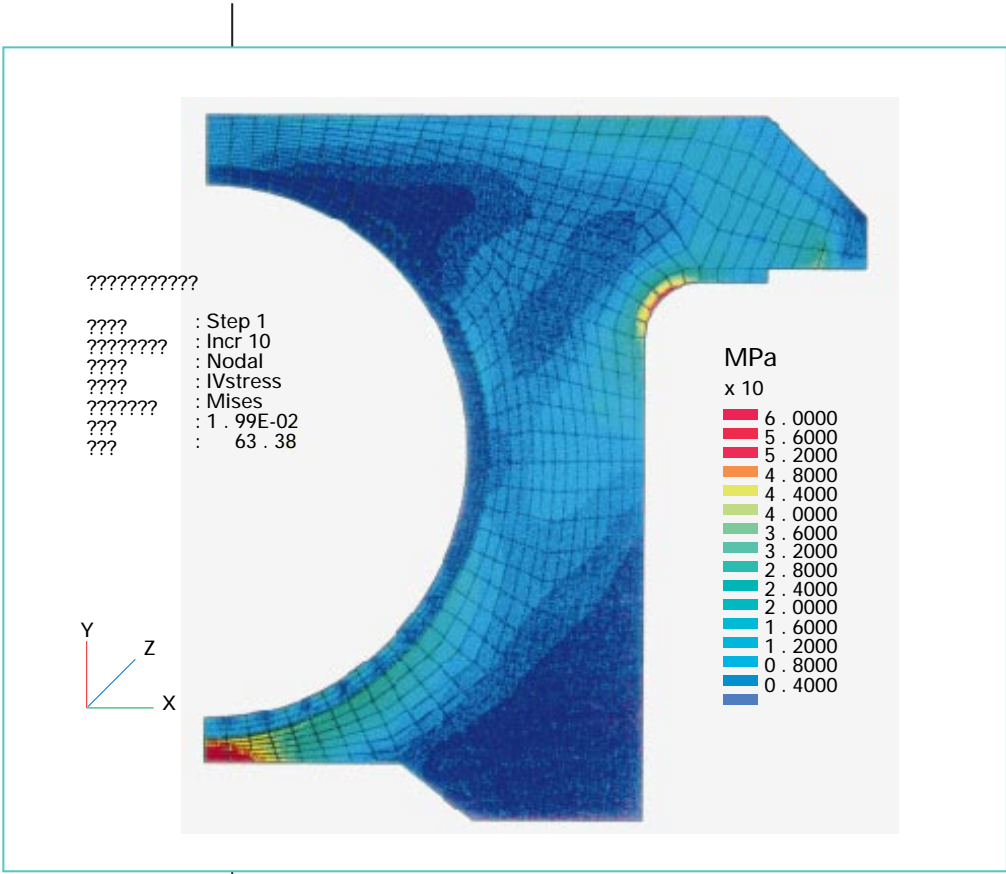 ???????????
???? : Step 1
???????? : Incr 10
???? : Nodal
???? : IVstress
??????? : Mises
??? : 1 . 99E-02
??? : 63 . 38
MPa
x 10
6 . 0000
5 . 6000
5 . 2000
4 . 8000
4 . 4000
4 . 0000
3 . 6000
3 . 2000
2 . 8000
2 . 4000
2 . 0000
1 . 6000
1 . 2000
0 . 8000
0 . 4000
Y
Z
X